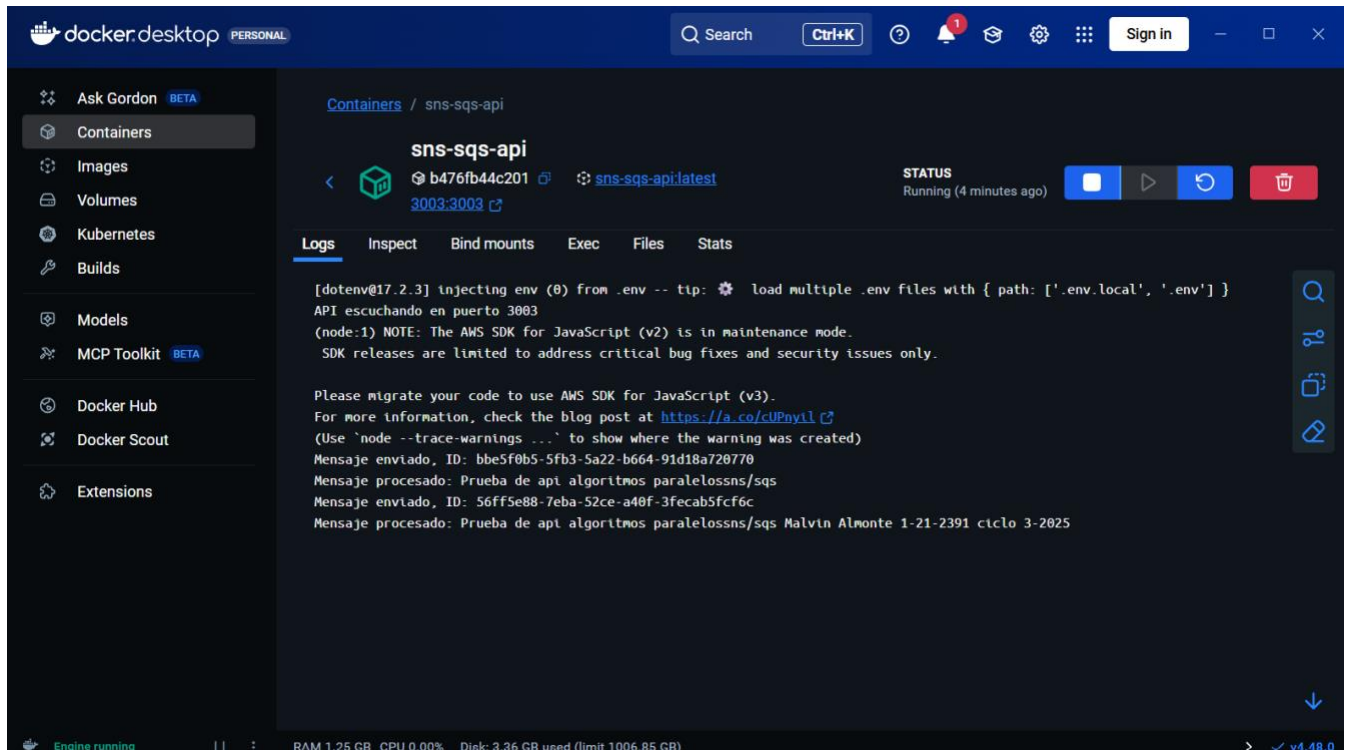 docker.desktop PERSONAL
Search Ctrl+K
1
Sign in
Ask Gordon BETA
Containers
Images
Volumes
Kubernetes
Builds
Models
MCP Toolkit BETA
Docker Hub
Docker Scout
Extensions
Containers / sns-sqs-api
sns-sqs-api
b476fb44c201 sns-sqs-api:latest
3003:3003
STATUS
Running (4 minutes ago)
Logs Inspect Bind mounts Exec Files Stats
[dotenv@17.2.3] injecting env (0) from .env -- tip: ⚙️ load multiple .env files with { path: ['.env.local', '.env'] }
API escuchando en puerto 3003
(node:1) NOTE: The AWS SDK for JavaScript (v2) is in maintenance mode.
SDK releases are limited to address critical bug fixes and security issues only.
Please migrate your code to use AWS SDK for JavaScript (v3).
For more information, check the blog post at https://a.co/cUPnyil
(Use `node --trace-warnings ...` to show where the warning was created)
Mensaje enviado, ID: bbe5f0b5-5fb3-5a22-b664-91d18a720770
Mensaje procesado: Prueba de api algoritmos paralelossns/sqs
Mensaje enviado, ID: 56ff5e88-7eba-52ce-a40f-3fecab5fcf6c
Mensaje procesado: Prueba de api algoritmos paralelossns/sqs Malvin Almonte 1-21-2391 ciclo 3-2025
Engine running
RAM 1.25 GB CPU 0.00% Disk: 3.36 GB used (limit 1006.85 GB)
v4.48.0